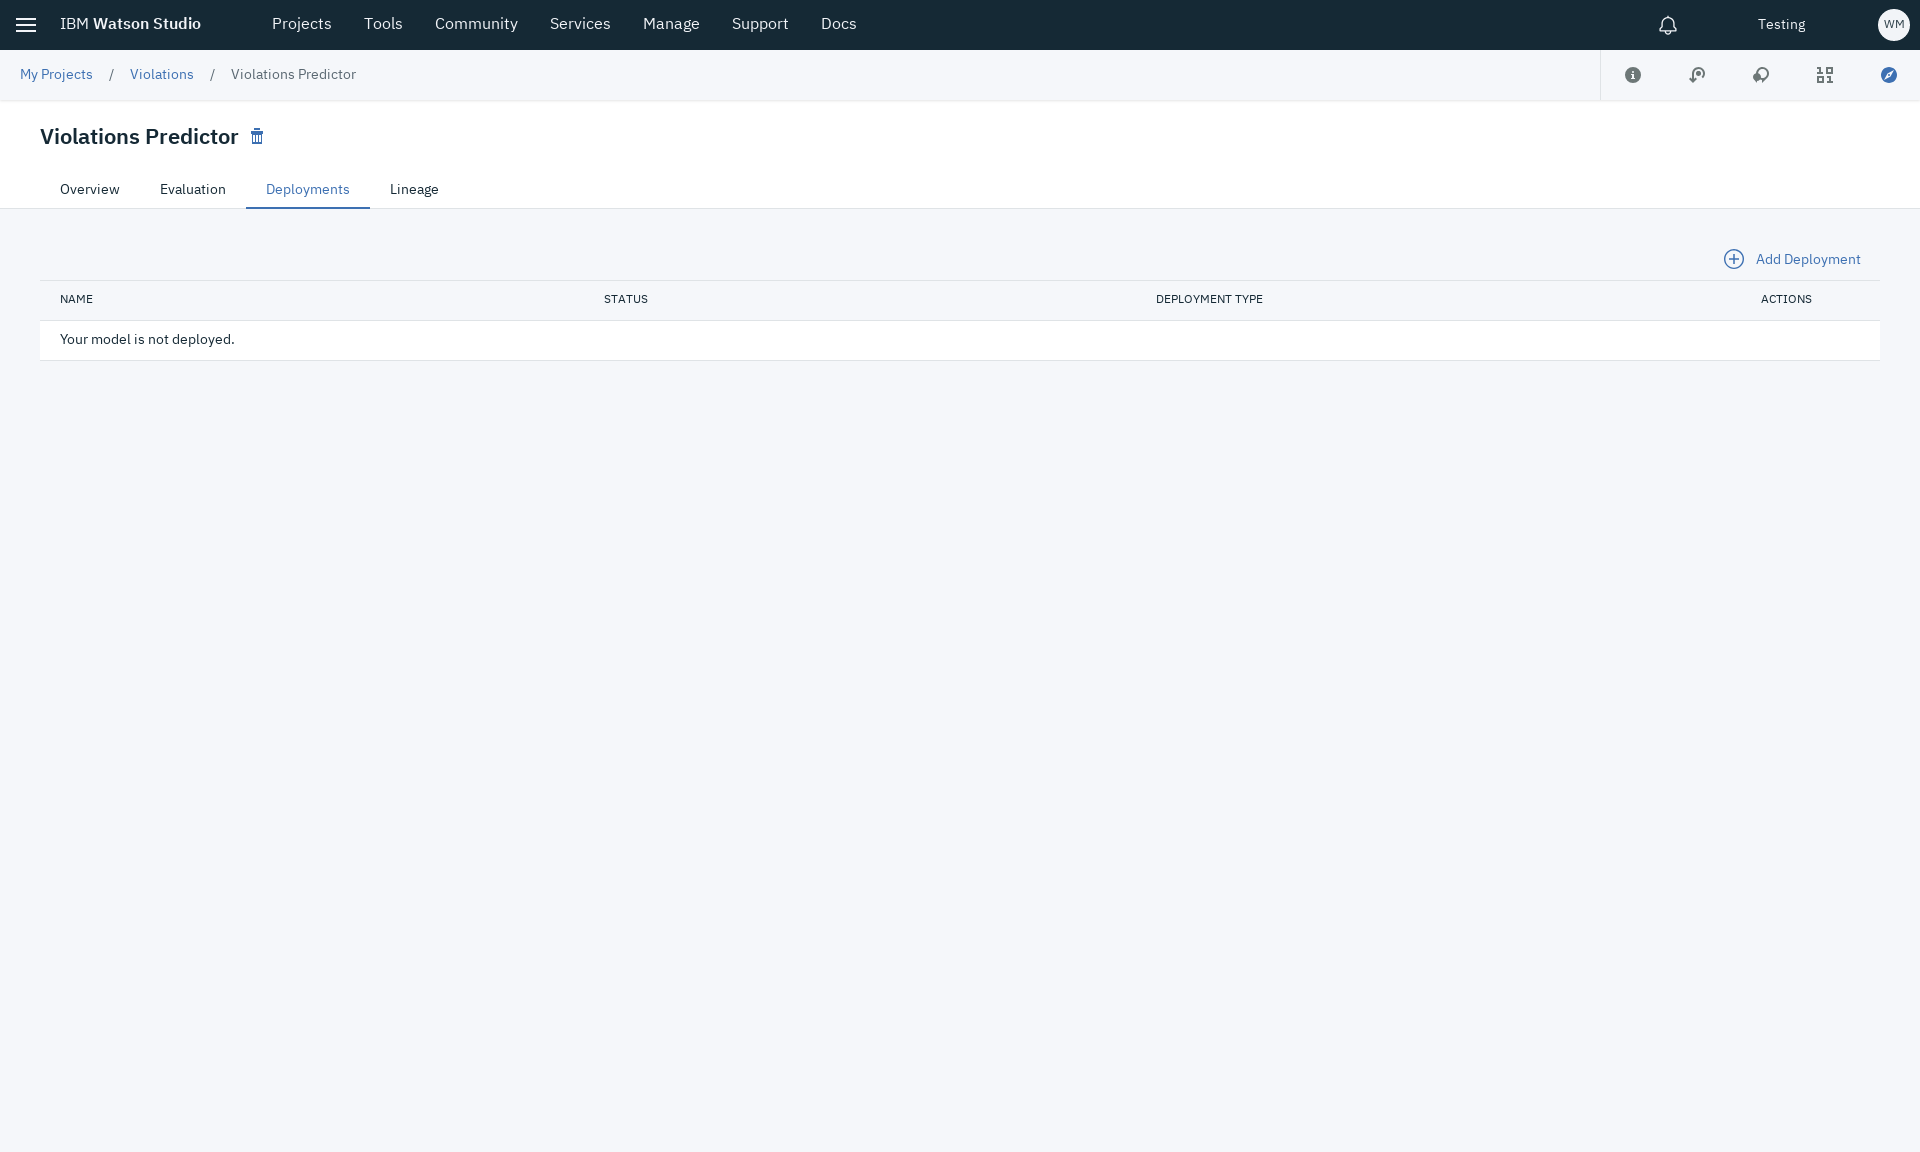 IBM Watson Studio Projects Tools Community Services Manage Support Docs Testing WM
My Projects / Violations / Violations Predictor
Violations Predictor
Overview Evaluation Deployments Lineage
Add Deployment
NAME STATUS DEPLOYMENT TYPE ACTIONS
Your model is not deployed.